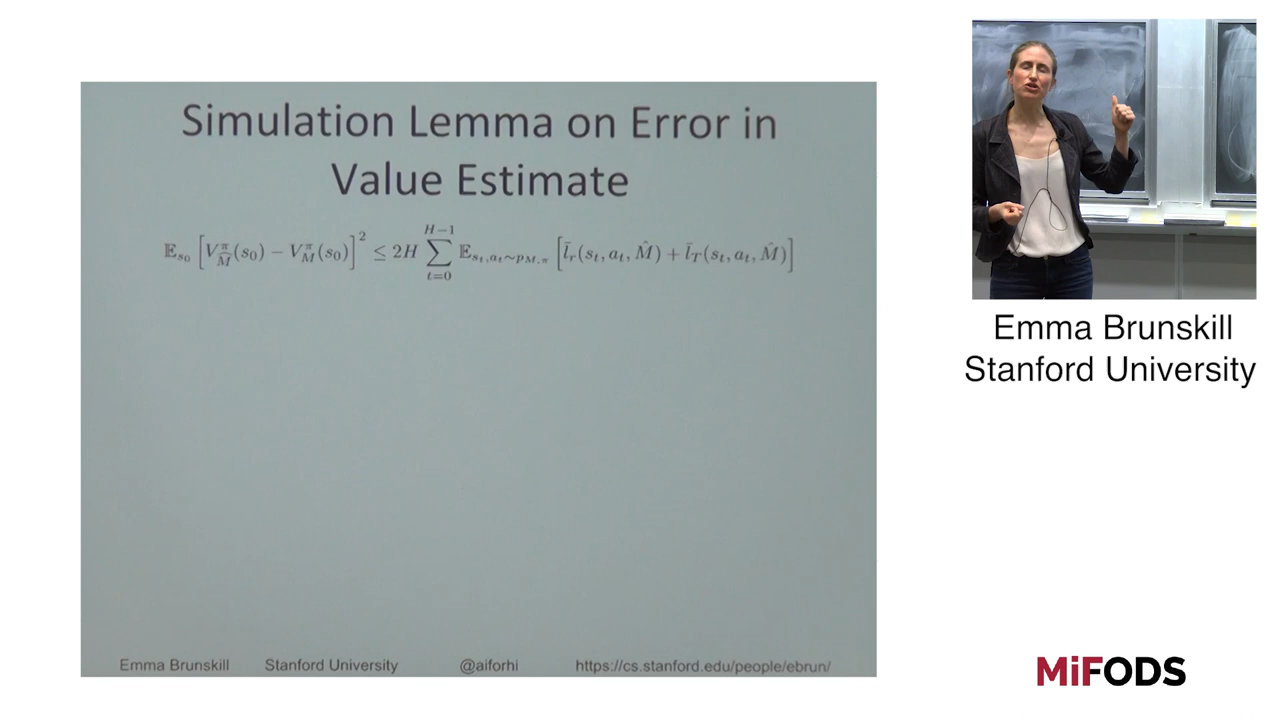 Simulation Lemma on Error in
Value Estimate
$\mathbb{E}_{s_0}\left[V^{\pi}_{\widehat{M}}(s_0) - V^{\pi}_{M}(s_0)\right]^2 \leq 2H \sum_{t=0}^{H-1} \mathbb{E}_{s_t,a_t \sim p_{M,\pi}}\left[\bar{l}_r(s_t, a_t, \hat{M}) + \bar{l}_T(s_t, a_t, \hat{M})\right]$
Emma Brunskill Stanford University @aiforhi https://cs.stanford.edu/people/ebrun/
Emma Brunskill
Stanford University
MiFODS